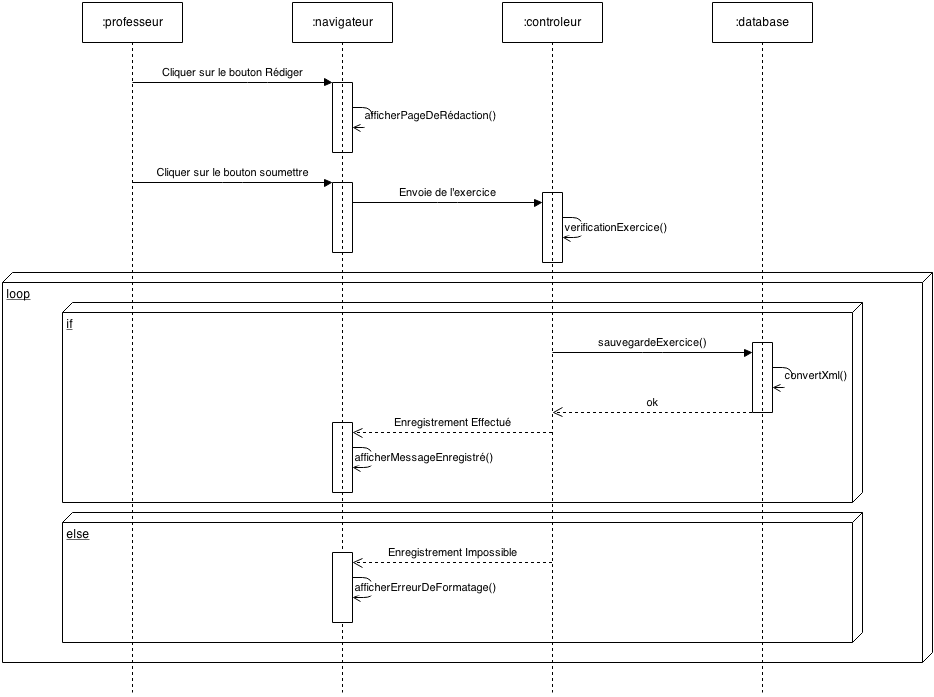 :professeur
:navigateur
:controleur
:database
Cliquer sur le bouton Rédiger
afficherPageDeRédaction()
Cliquer sur le bouton soumettre
Envoie de l'exercice
verificationExercice()
loop
if
sauvegardeExercice()
convertXml()
ok
Enregistrement Effectué
afficherMessageEnregistré()
else
Enregistrement Impossible
afficherErreurDeFormatage()